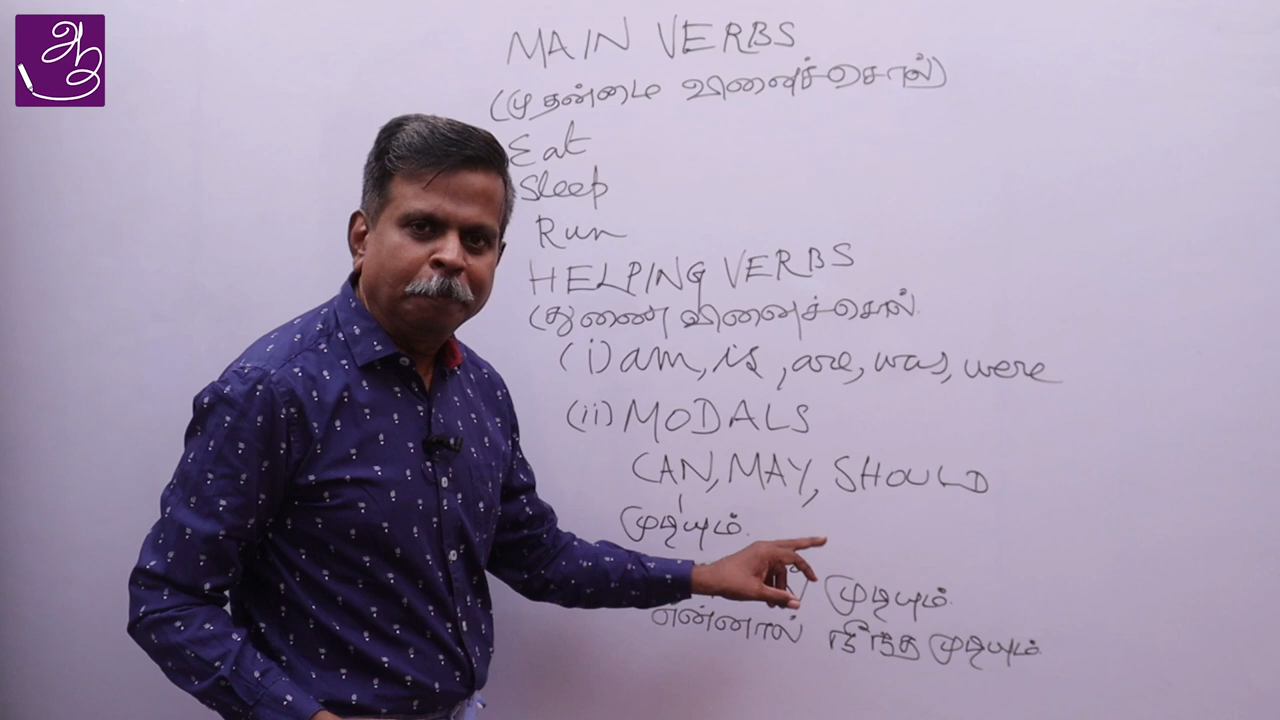 MAIN VERBS
(முதன்மை வினைச்சொல்)
Eat
Sleep
Run
HELPING VERBS
(துணை வினைச்சொல்
(i) am, is, are, was, were
(ii) MODALS
CAN, MAY, SHOULD
முடியும்.
முடியும்.
என்னால் நீந்த முடியும்.